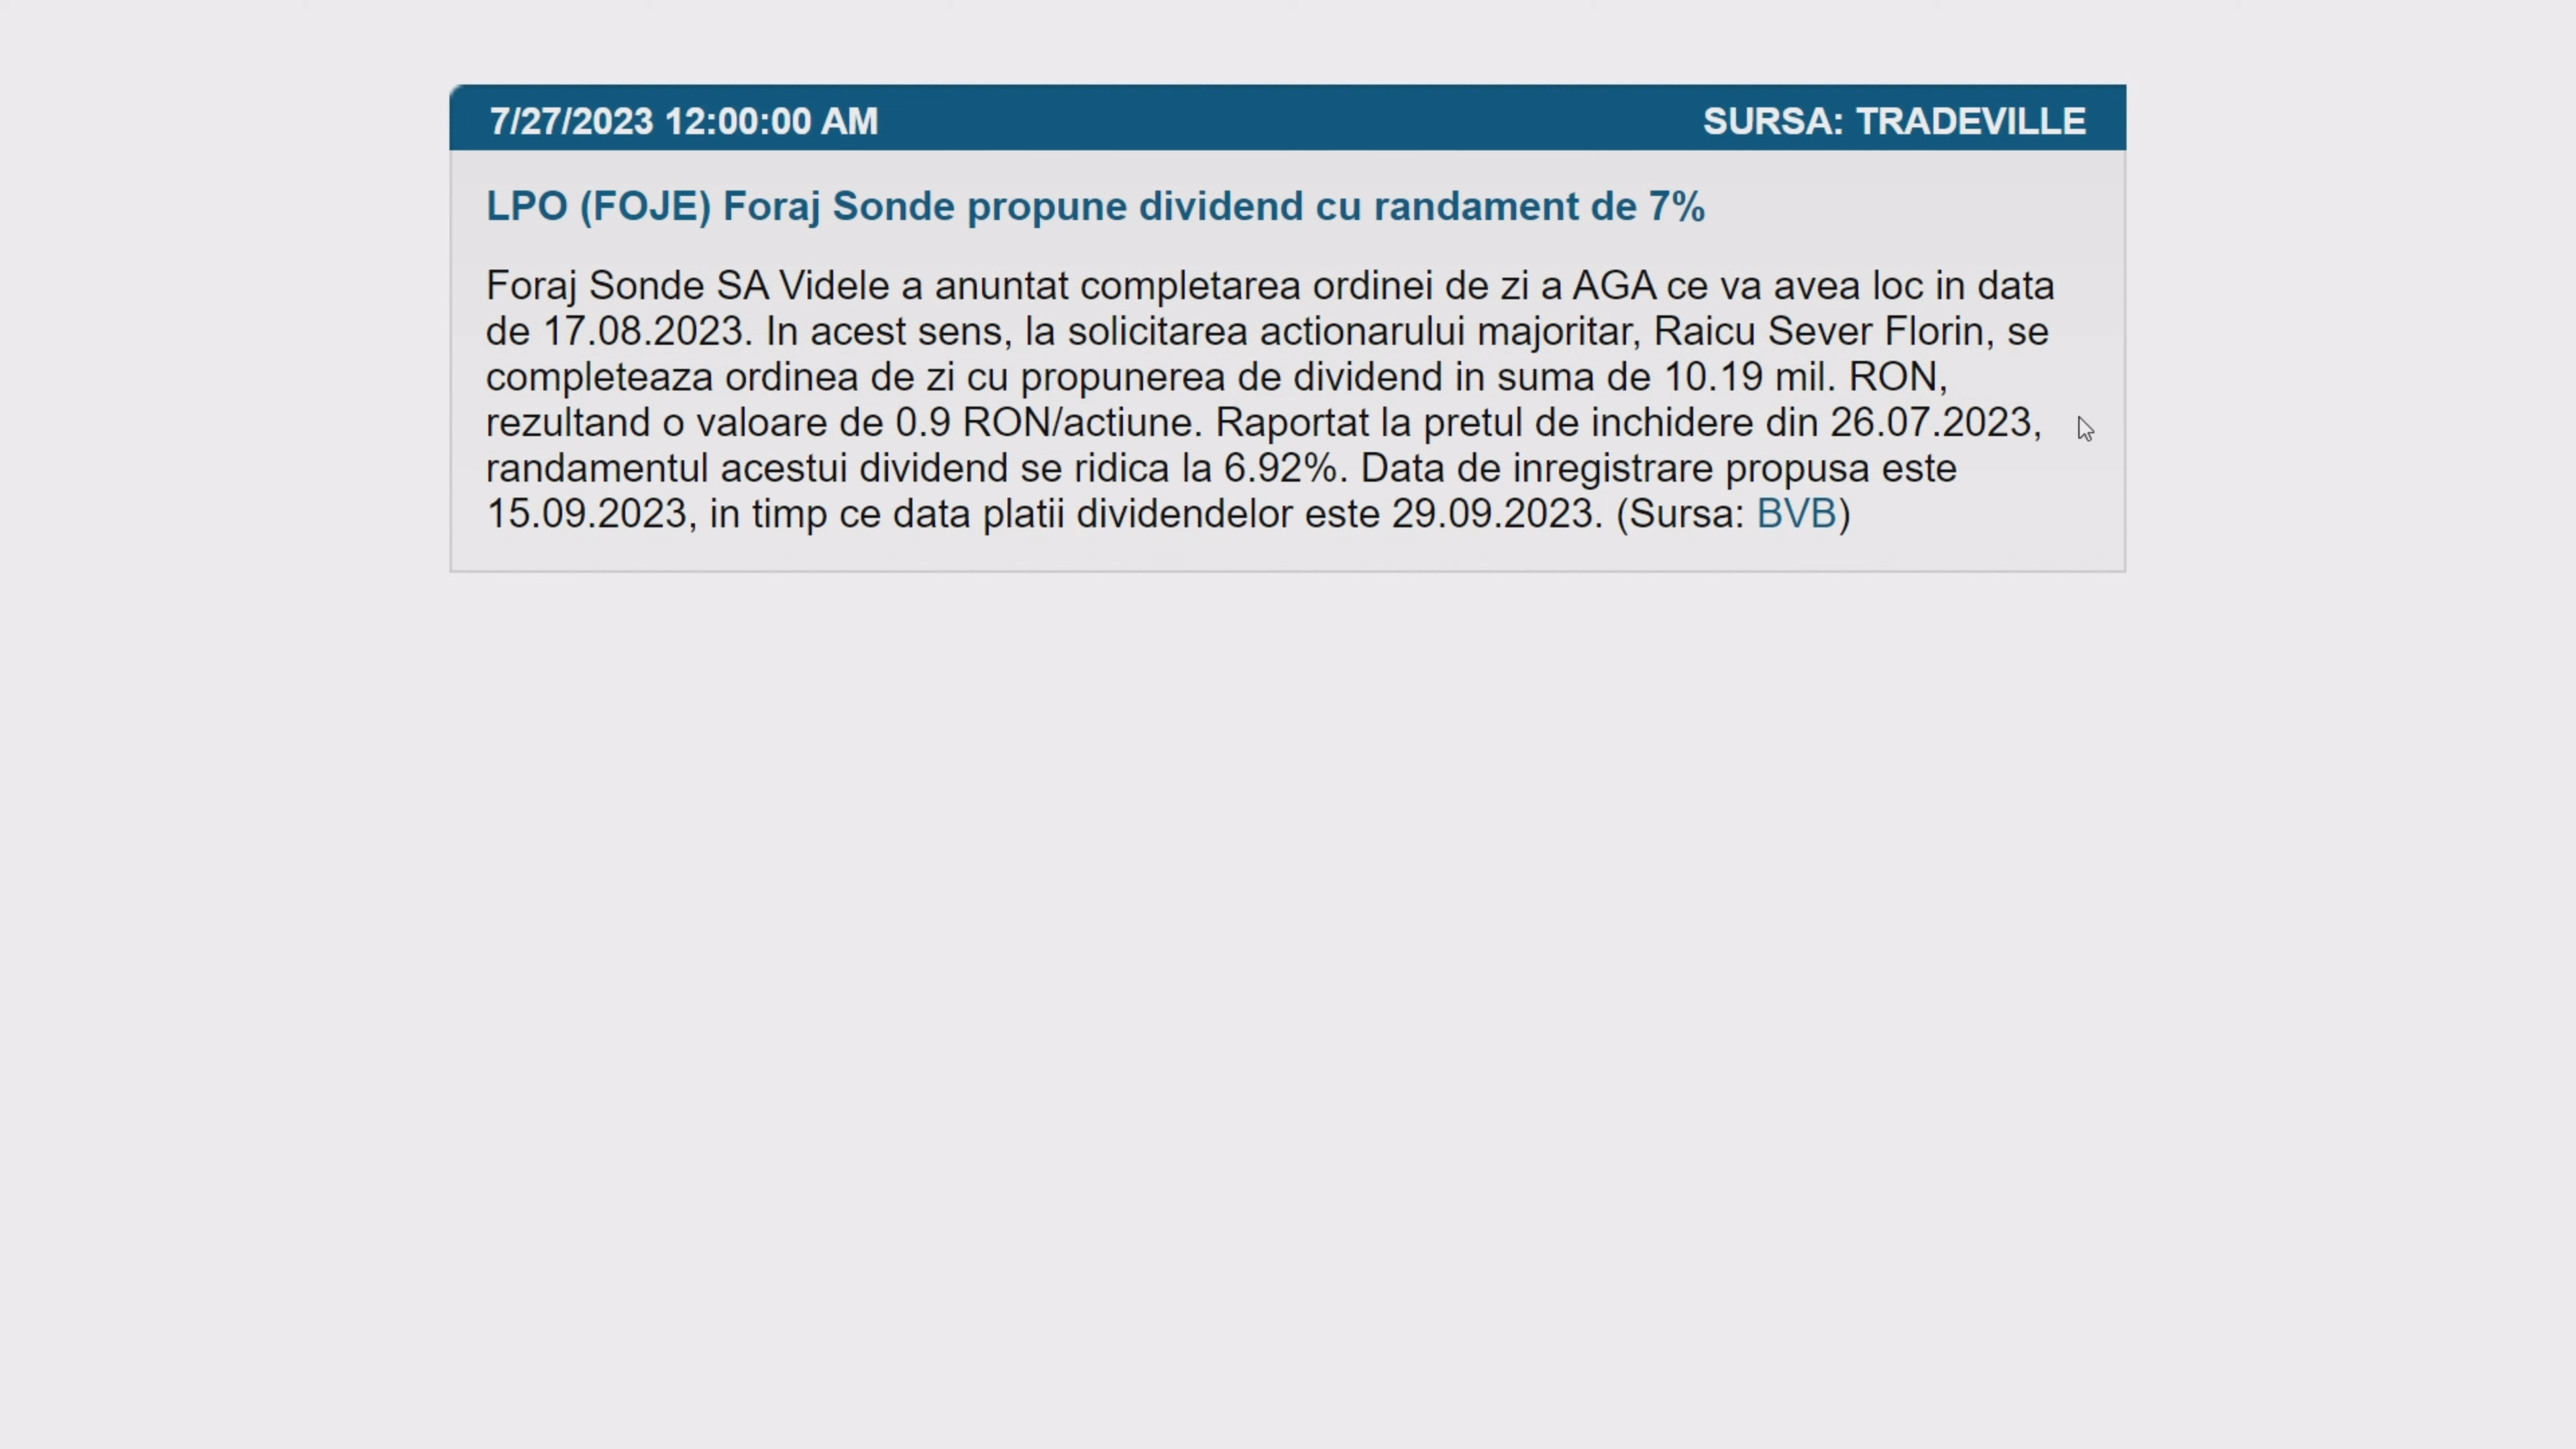 7/27/2023 12:00:00 AM
SURSA: TRADEVILLE
LPO (FOJE) Foraj Sonde propune dividend cu randament de 7%
Foraj Sonde SA Videle a anuntat completarea ordinei de zi a AGA ce va avea loc in data
de 17.08.2023. In acest sens, la solicitarea actionarului majoritar, Raicu Sever Florin, se
completeaza ordinea de zi cu propunerea de dividend in suma de 10.19 mil. RON,
rezultand o valoare de 0.9 RON/actiune. Raportat la pretul de inchidere din 26.07.2023,
randamentul acestui dividend se ridica la 6.92%. Data de inregistrare propusa este
15.09.2023, in timp ce data platii dividendelor este 29.09.2023. (Sursa: BVB)